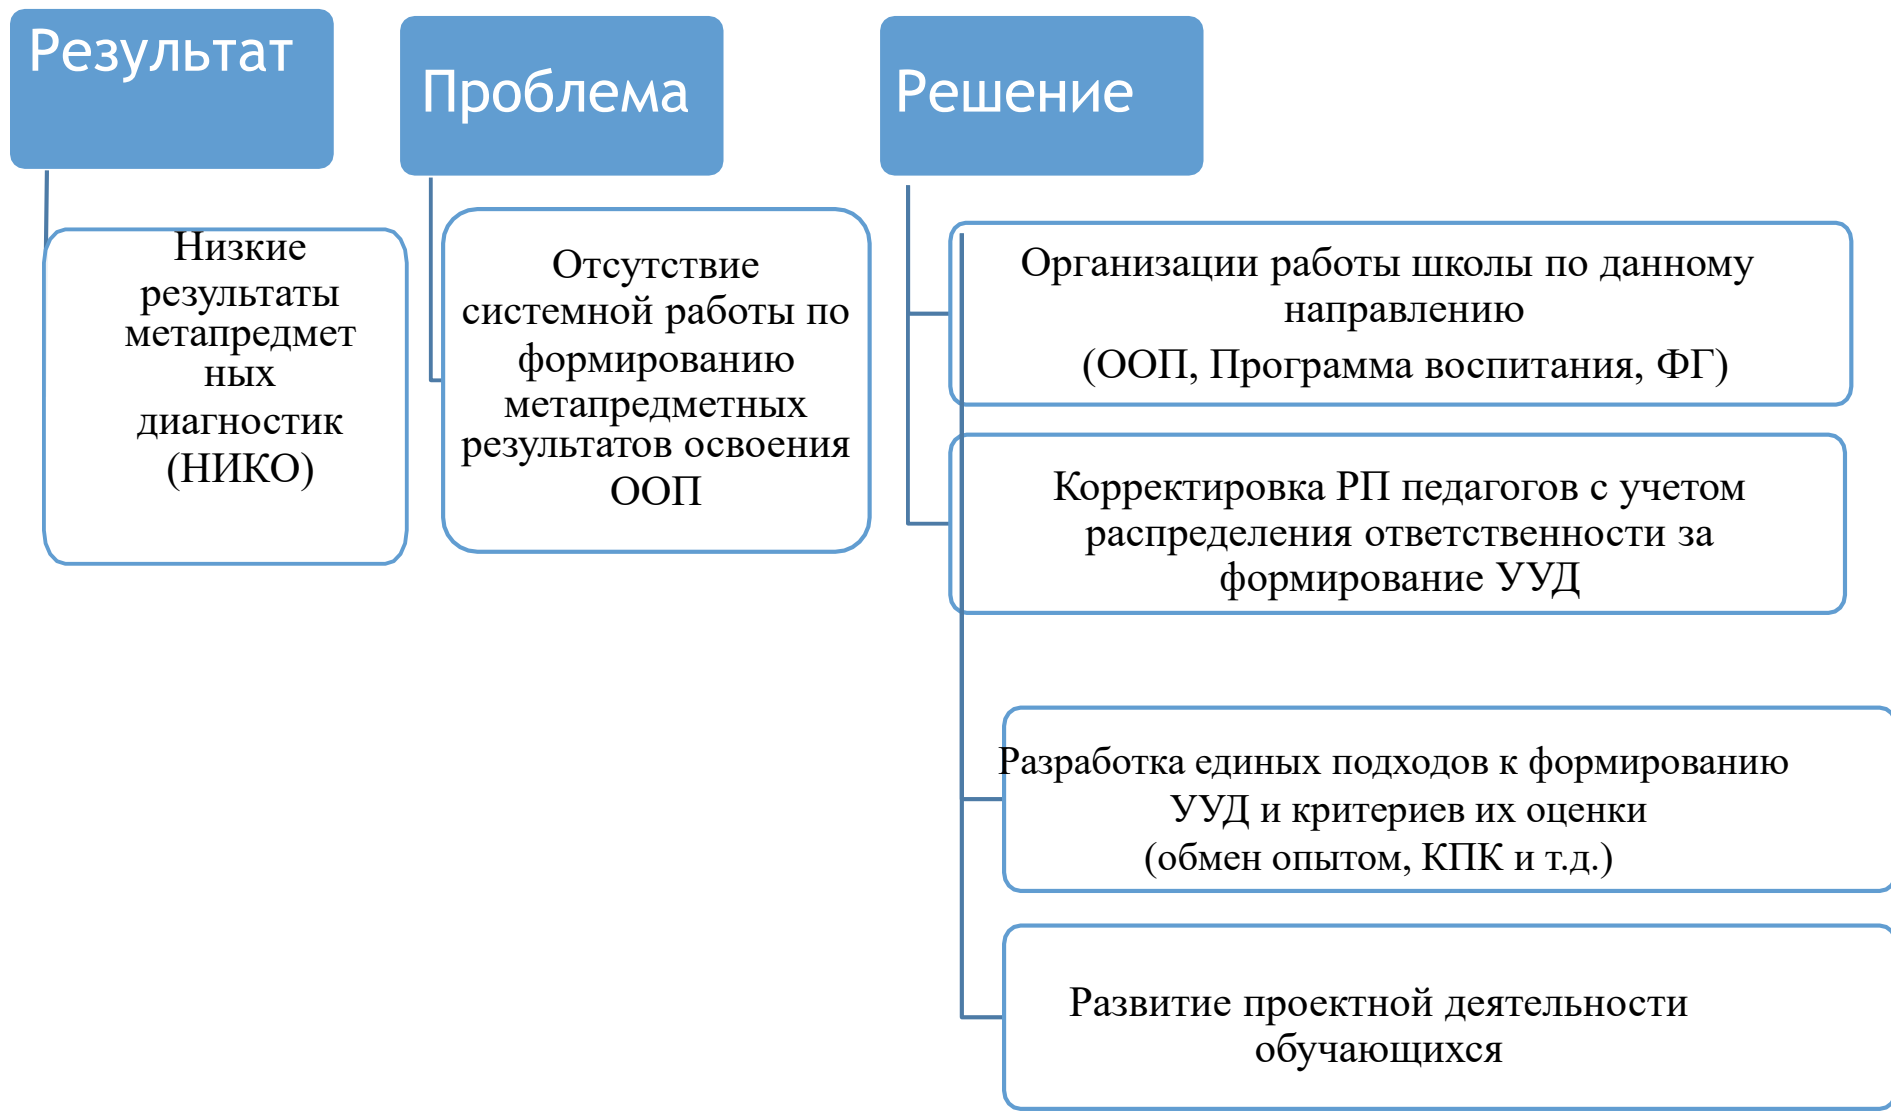 Результат
Низкие
результаты
метапредмет
ных
диагностик
(НИКО)
Проблема
Отсутствие
системной работы по
формированию
метапредметных
результатов освоения
ООП
Решение
Организации работы школы по данному
направлению
(ООП, Программа воспитания, ФГ)
Корректировка РП педагогов с учетом
распределения ответственности за
формирование УУД
Разработка единых подходов к формированию
УУД и критериев их оценки
(обмен опытом, КПК и т.д.)
Развитие проектной деятельности
обучающихся